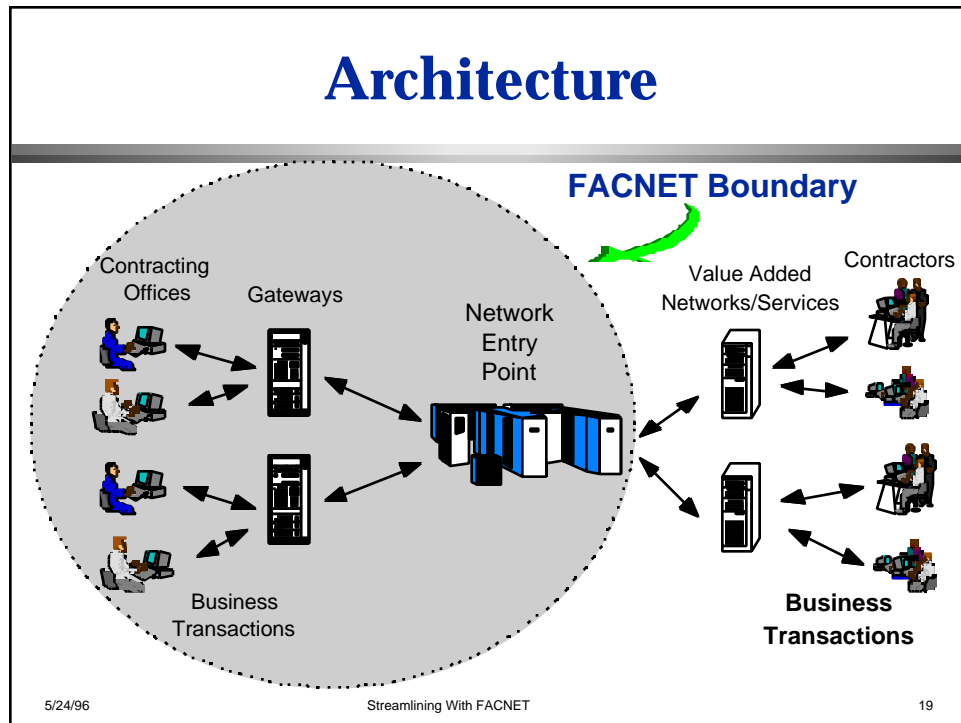 Architecture
FACNET Boundary
Contracting
Offices
Gateways
Network
Entry
Point
Value Added
Networks/Services
Contractors
Business
Transactions
Business
Transactions
5/24/96
Streamlining With FACNET
19